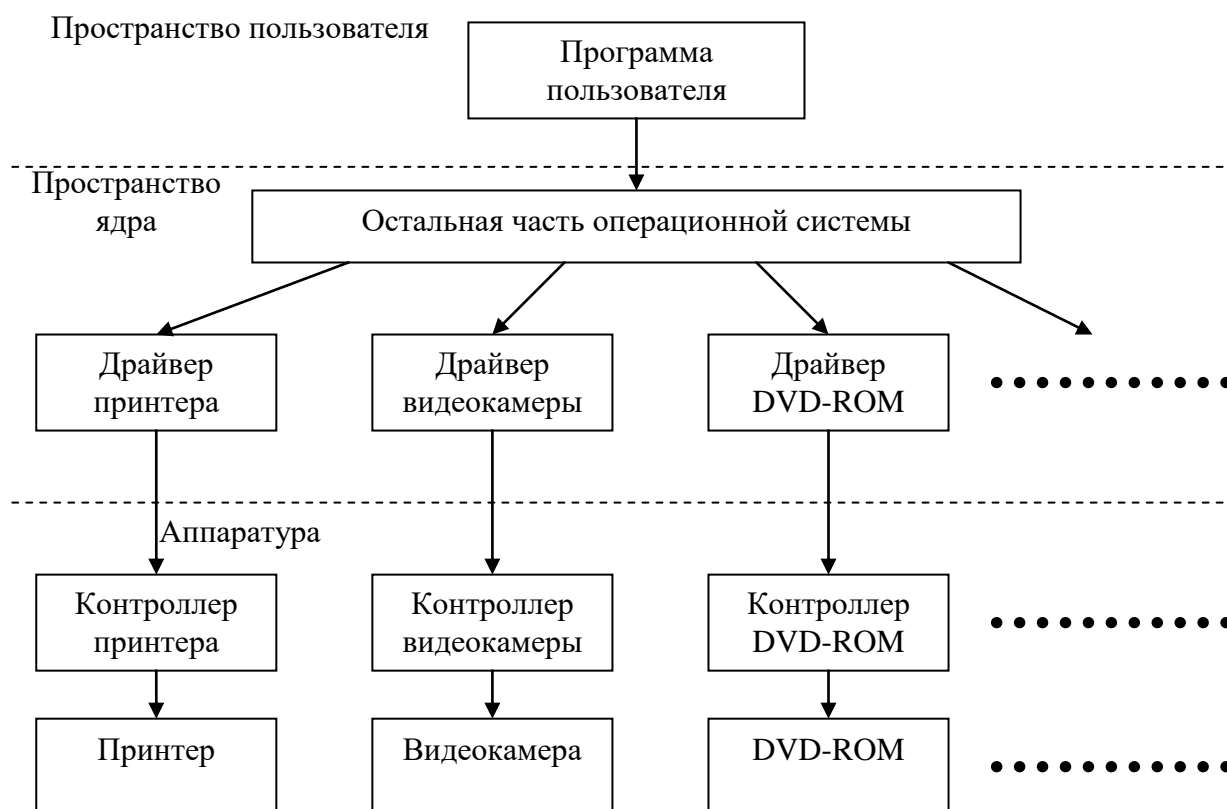 Пространство пользователя
Программа
пользователя
Пространство
ядра
Остальная часть операционной системы
Драйвер
принтера
Драйвер
видеокамеры
Драйвер
DVD-ROM
Аппаратура
Контроллер
принтера
Контроллер
видеокамеры
Контроллер
DVD-ROM
Принтер
Видеокамера
DVD-ROM